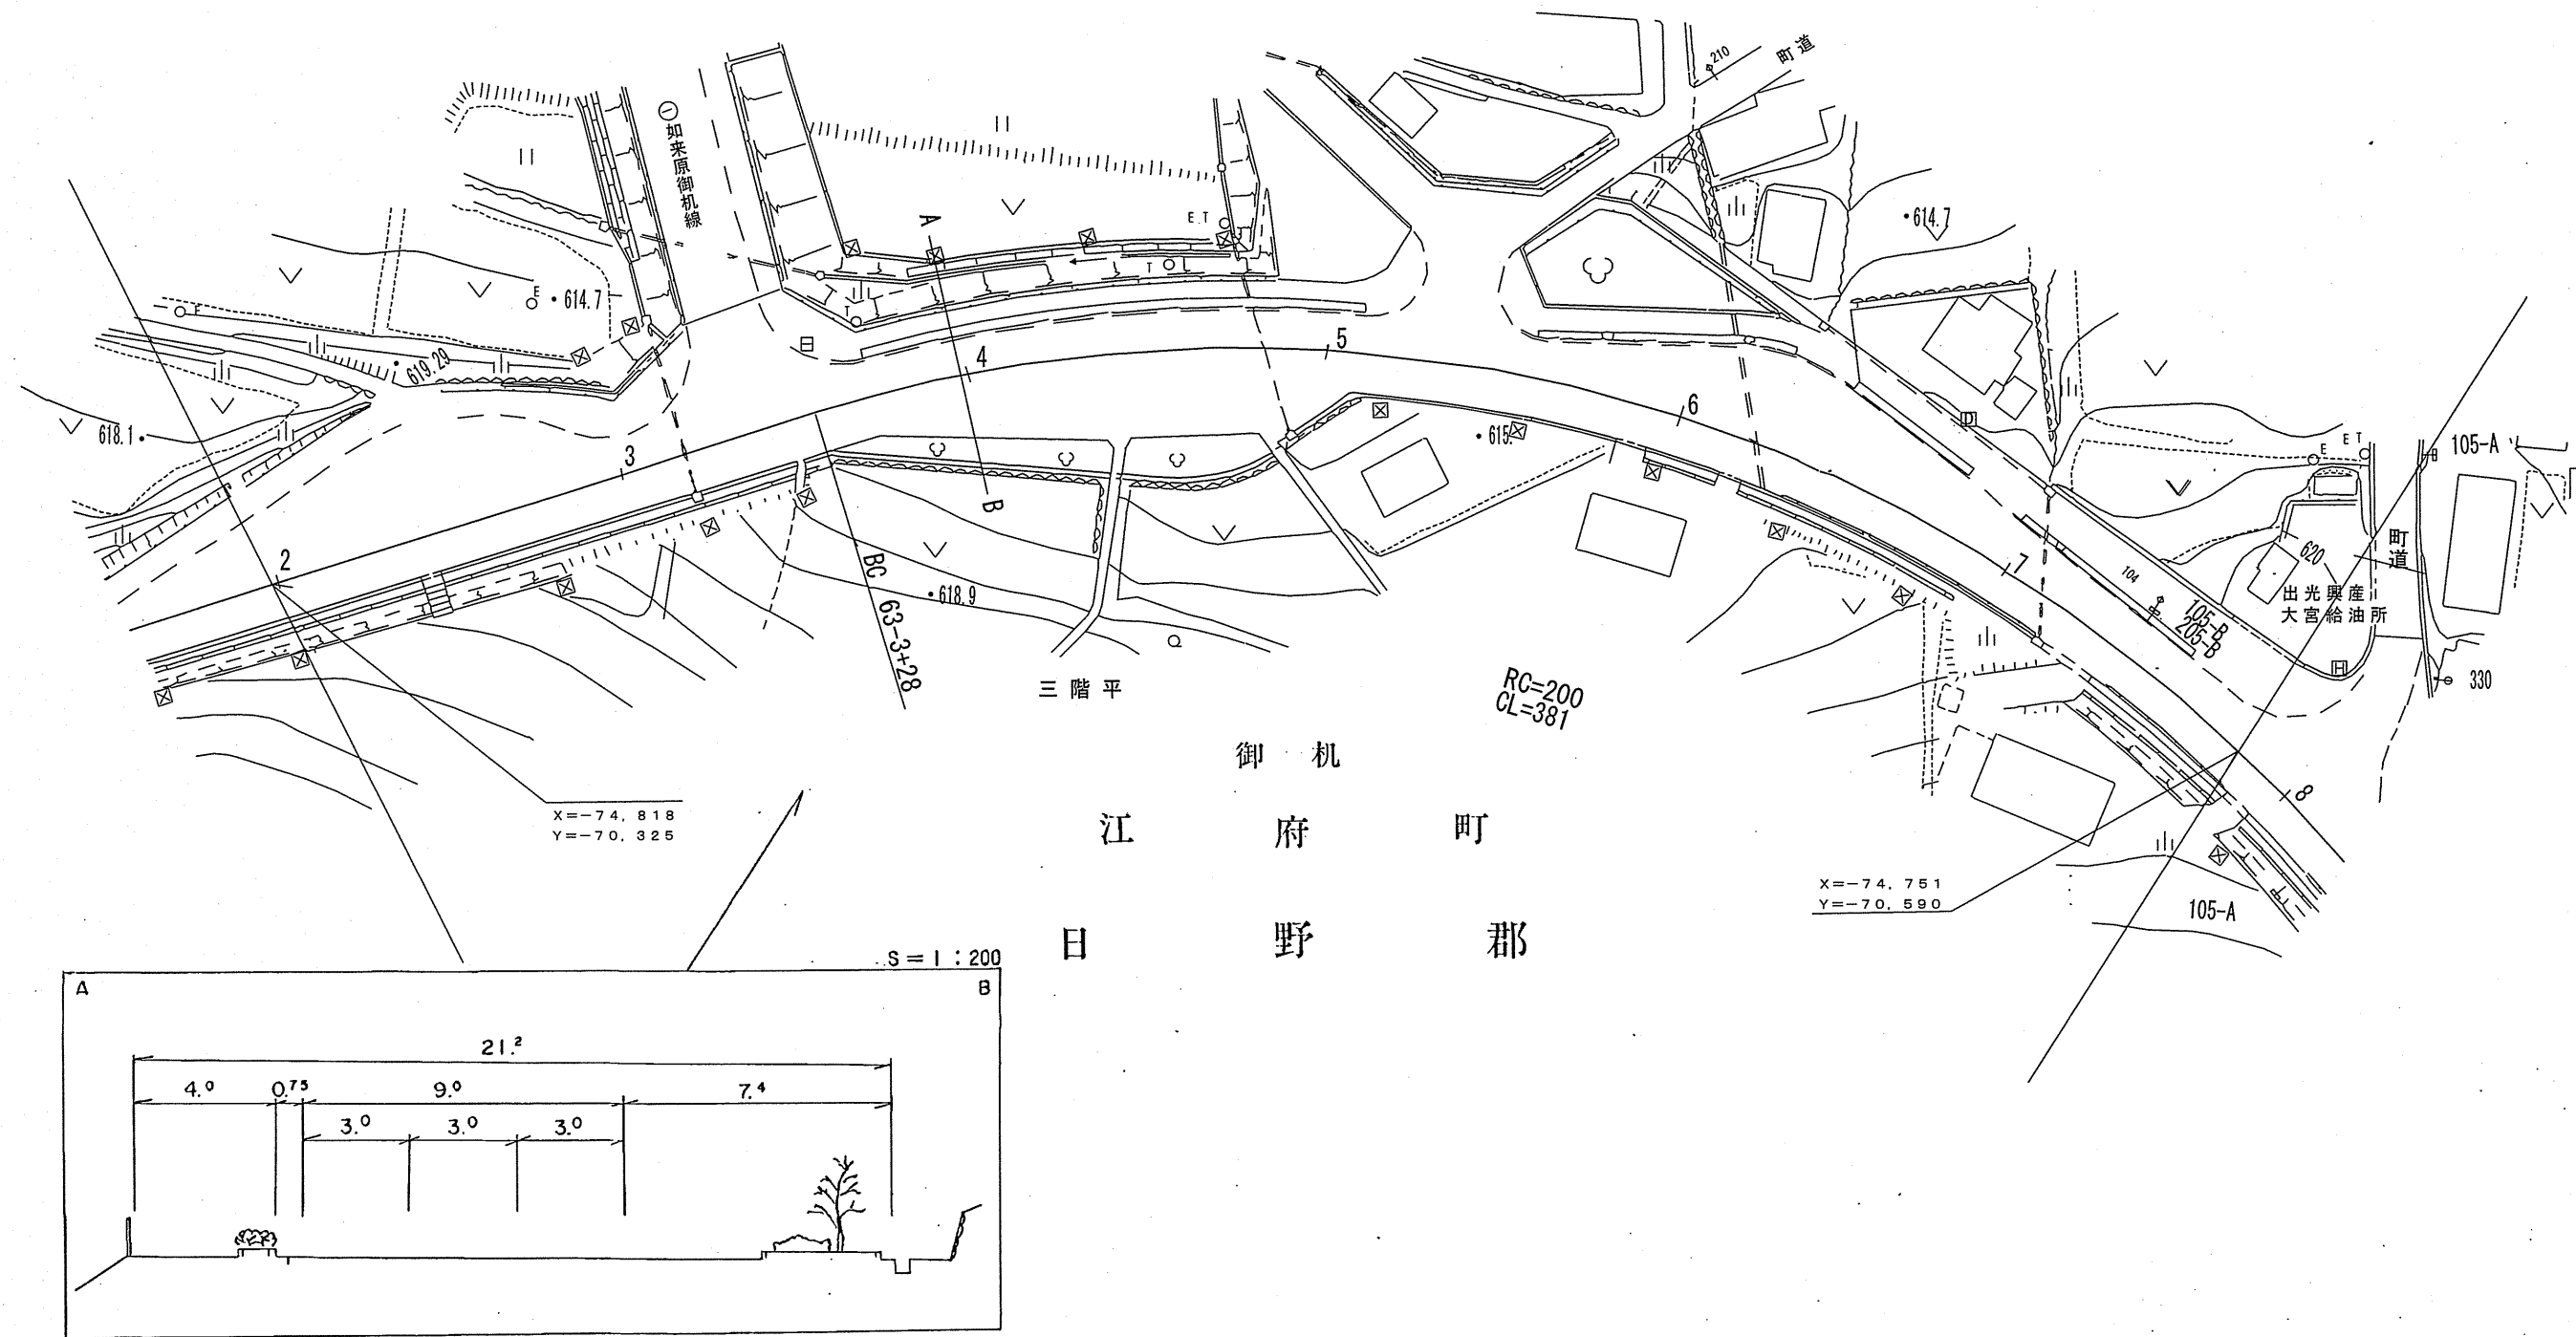 210
町道
㊀如来原御机線
A
E T
614.7
E
614.7
E
T
T
日
4
5
6
619.29
618.1
615
3
B
D
E
E T
105-A
2
BC 63-3+28
618.9
Q
7
104
105-B
205-B
620
町道
出光興産
大宮給油所
H
330
三階平
RC=200
CL=381
御机
8
X=-74, 818
Y=-70, 325
江府町
X=-74, 751
Y=-70, 590
105-A
日野郡
S=1:200
A
B
21.2
4.0
0.75
9.0
7.4
3.0
3.0
3.0